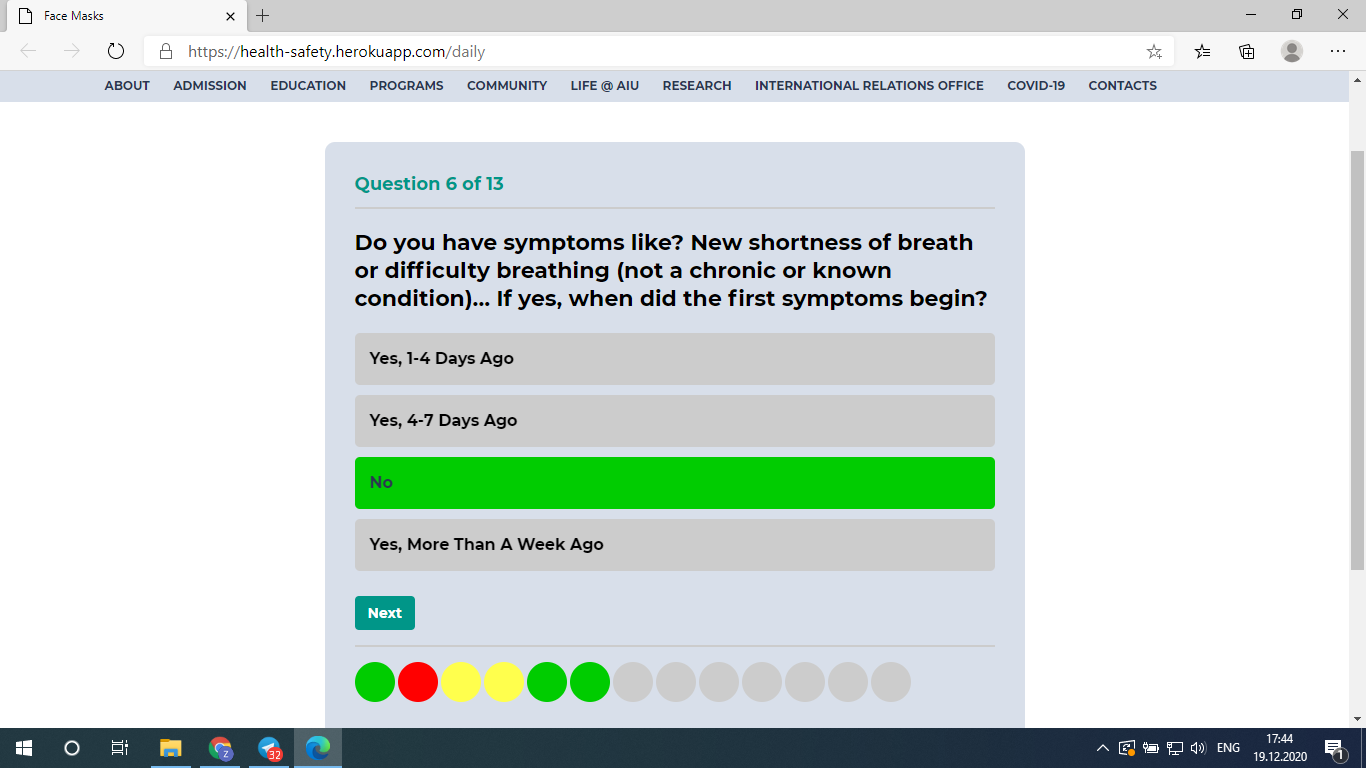 Face Masks
https://health-safety.herokuapp.com/daily
ABOUT ADMISSION EDUCATION PROGRAMS COMMUNITY LIFE @ AIU RESEARCH INTERNATIONAL RELATIONS OFFICE COVID-19 CONTACTS
Question 6 of 13
Do you have symptoms like? New shortness of breath
or difficulty breathing (not a chronic or known
condition)... If yes, when did the first symptoms begin?
Yes, 1-4 Days Ago
Yes, 4-7 Days Ago
No
Yes, More Than A Week Ago
Next
Z
32
ENG
17:44
19.12.2020
1